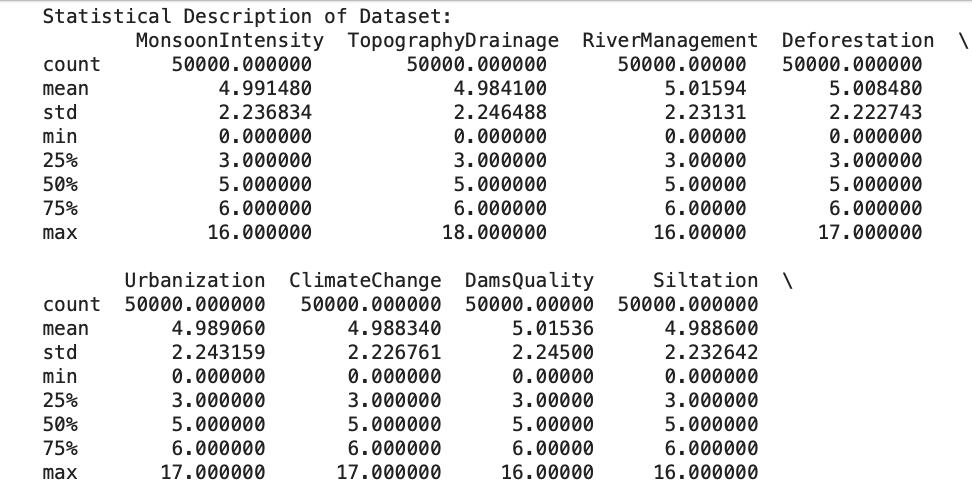 Statistical Description of Dataset:
MonsoonIntensity TopographyDrainage RiverManagement Deforestation \
count 50000.000000 50000.000000 50000.00000 50000.000000
mean 4.991480 4.984100 5.01594 5.008480
std 2.236834 2.246488 2.23131 2.222743
min 0.000000 0.000000 0.00000 0.000000
25% 3.000000 3.000000 3.00000 3.000000
50% 5.000000 5.000000 5.00000 5.000000
75% 6.000000 6.000000 6.00000 6.000000
max 16.000000 18.000000 16.00000 17.000000
Urbanization ClimateChange DamsQuality Siltation \
count 50000.000000 50000.000000 50000.00000 50000.000000
mean 4.989060 4.988340 5.01536 4.988600
std 2.243159 2.226761 2.24500 2.232642
min 0.000000 0.000000 0.00000 0.000000
25% 3.000000 3.000000 3.00000 3.000000
50% 5.000000 5.000000 5.00000 5.000000
75% 6.000000 6.000000 6.00000 6.000000
max 17.000000 17.000000 16.00000 16.000000